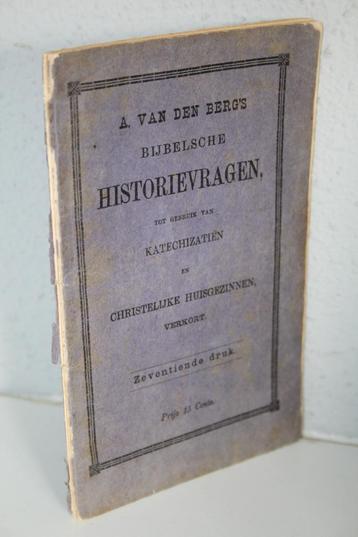 A. VAN DEN BERG'S
BIJBELSCHE
HISTORIEVRAGEN,
TOT GEBRUIK VAN
KATECHIZATIËN
EN
CHRISTELIJKE HUISGEZINNEN,
VERKORT.
Zeventiende druk.
Prijs 15 Cents.